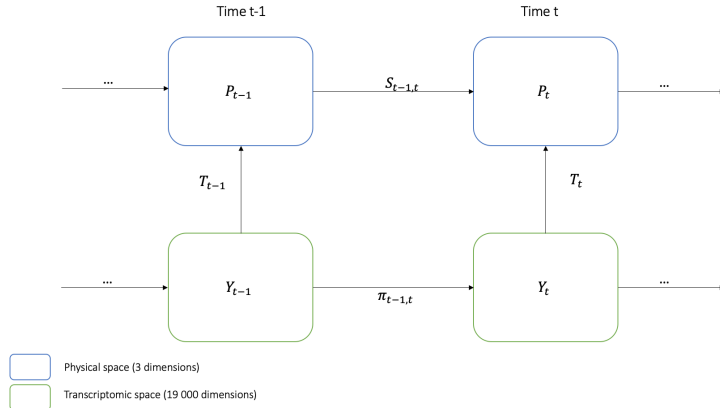 Time t-1 Time t
... S_{t−1,t} ...
P_{t−1} P_t
T_{t−1} T_t
... ...
Y_{t−1} Y_t
π_{t−1,t}
Physical space (3 dimensions)
Transcriptomic space (19 000 dimensions)